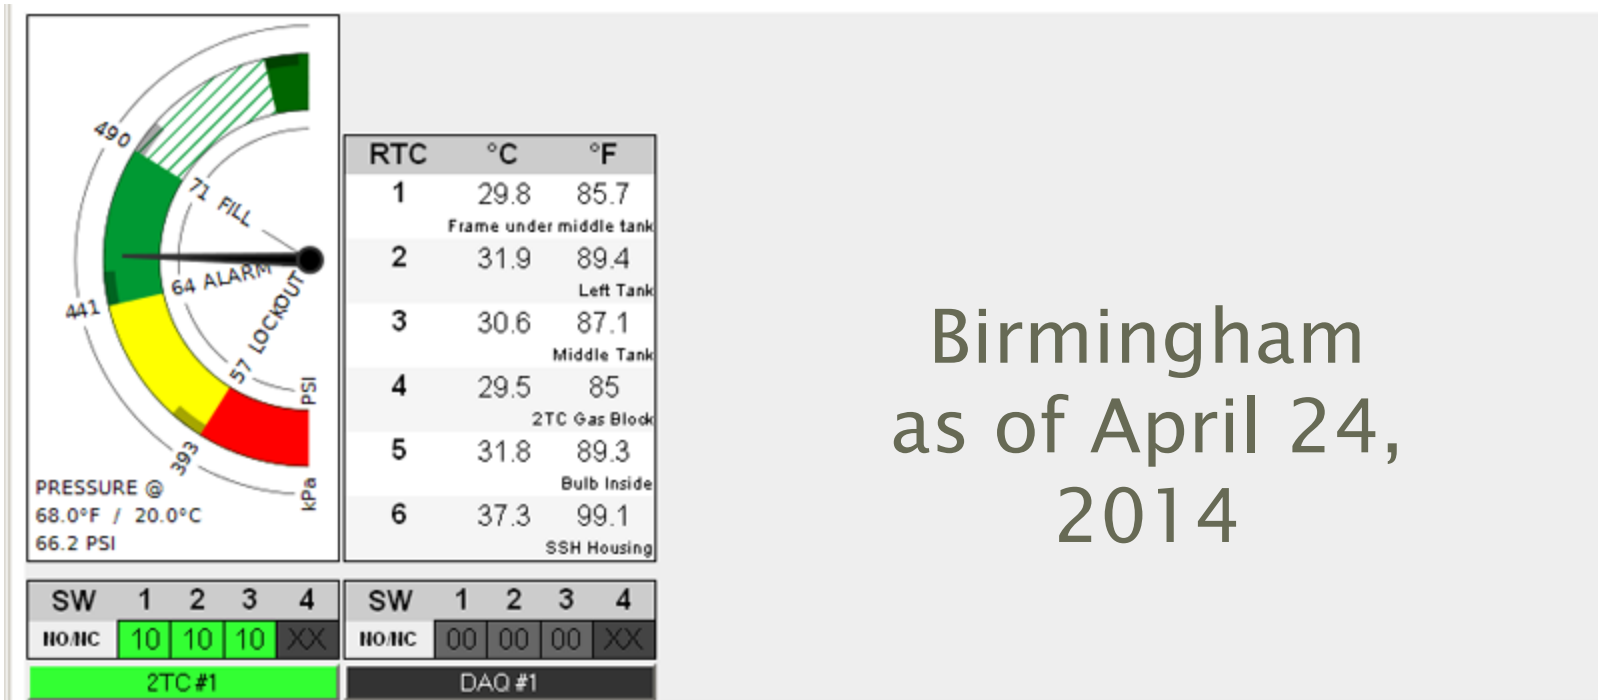 490
71 FILL
64 ALARM
441
57 LOCKOUT
393
PSI
kPa
PRESSURE @
68.0°F / 20.0°C
66.2 PSI
RTC °C °F
1 29.8 85.7
Frame under middle tank
2 31.9 89.4
Left Tank
3 30.6 87.1
Middle Tank
4 29.5 85
2TC Gas Block
5 31.8 89.3
Bulb Inside
6 37.3 99.1
SSH Housing
SW 1 2 3 4
NO/NC 10 10 10 XX
2TC #1
SW 1 2 3 4
NO/NC 00 00 00 XX
DAQ #1
Birmingham
as of April 24,
2014